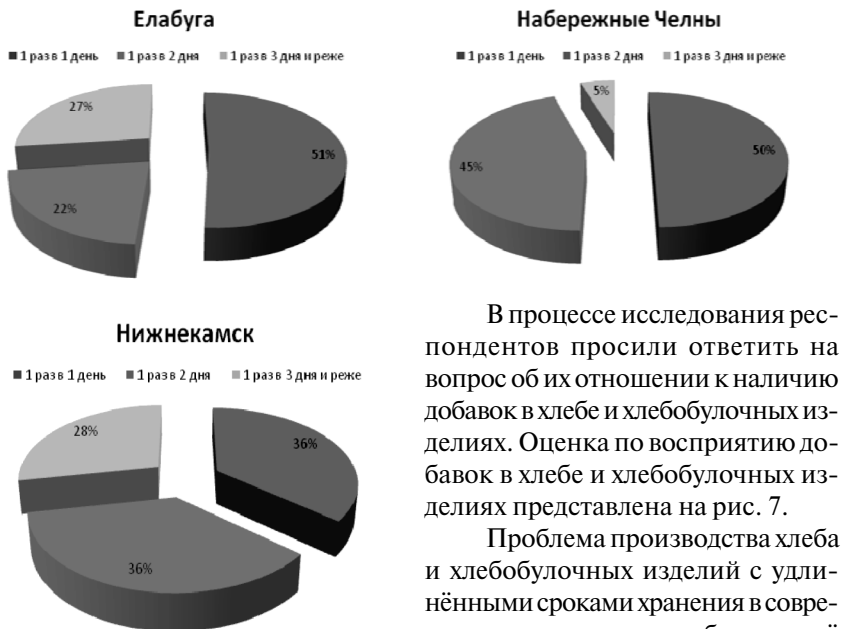 Елабуга
1 раз в 1 день 1 раз в 2 дня 1 раз в 3 дня и реже
27%
51%
22%
Набережные Челны
1 раз в 1 день 1 раз в 2 дня 1 раз в 3 дня и реже
5%
50%
45%
Нижнекамск
1 раз в 1 день 1 раз в 2 дня 1 раз в 3 дня и реже
28%
36%
36%
В процессе исследования рес-
пондентов просили ответить на
вопрос об их отношении к наличию
добавок в хлебе и хлебобулочных из-
делиях. Оценка по восприятию до-
бавок в хлебе и хлебобулочных из-
делиях представлена на рис. 7.
Проблема производства хлеба
и хлебобулочных изделий с удли-
нёнными сроками хранения в совре-